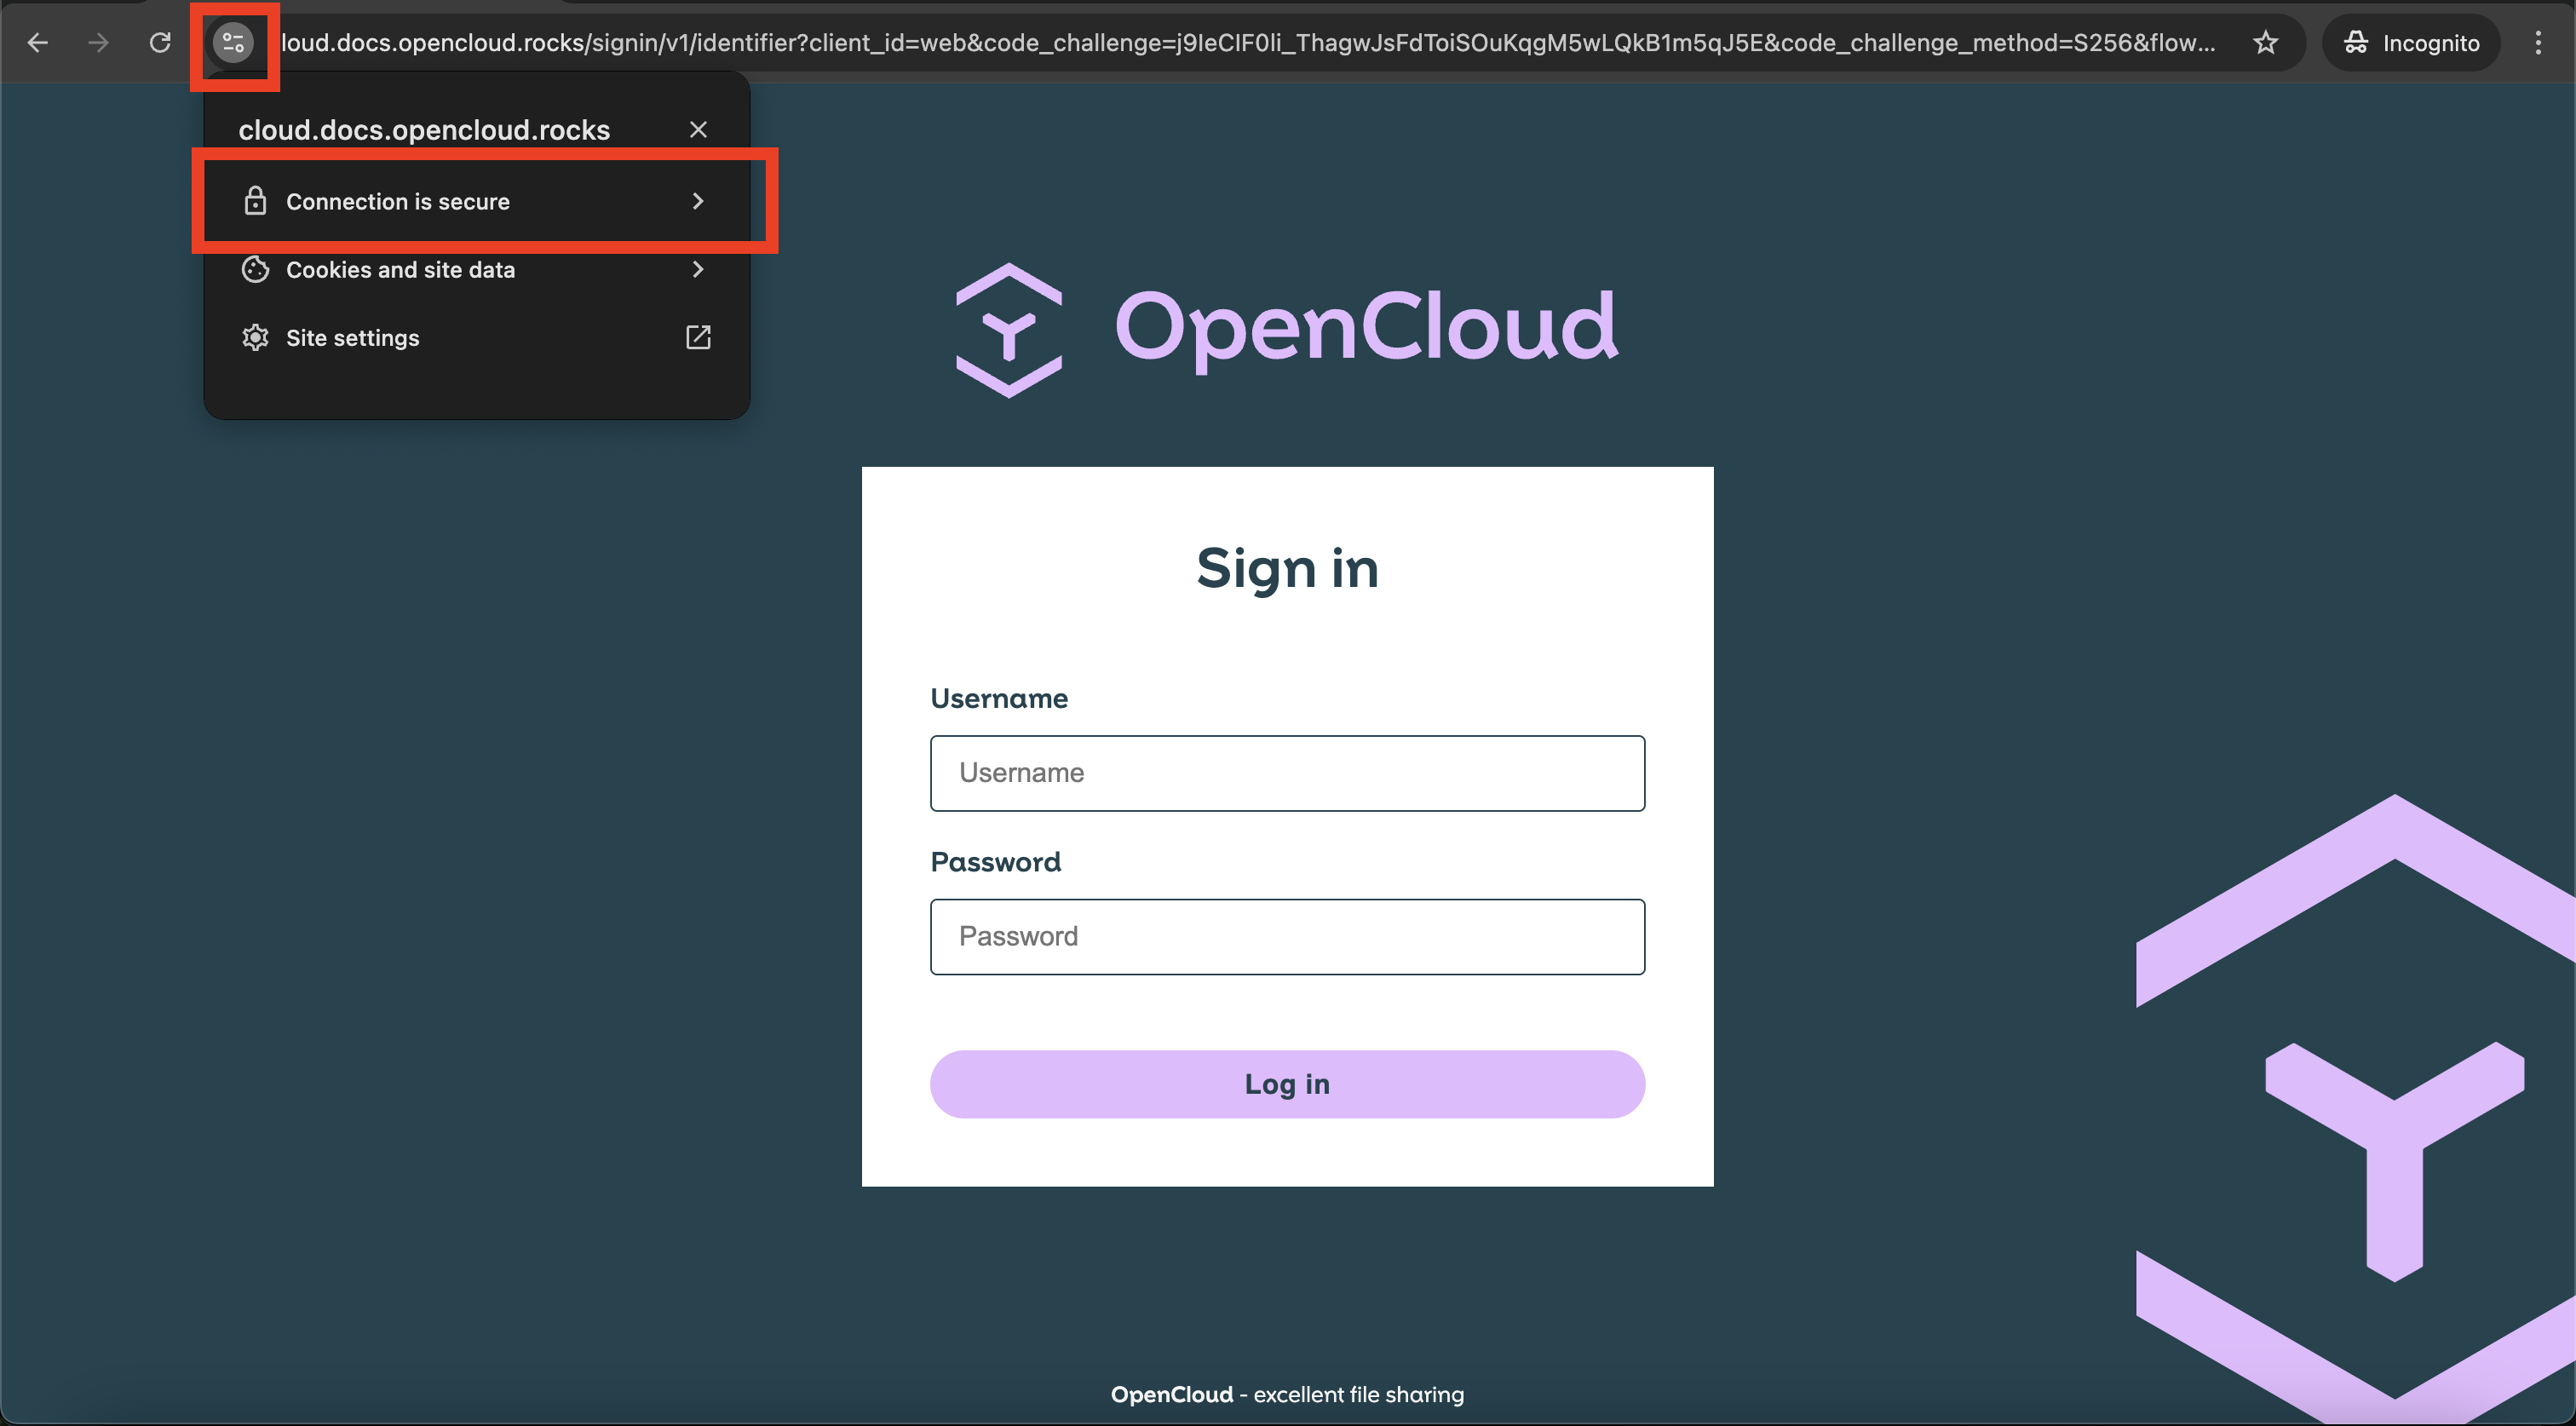 loud.docs.opencloud.rocks/signin/v1/identifier?client_id=web&code_challenge=j9IeCIF0li_ThagwJsFdToiSOuKqgM5wLQkB1m5qJ5E&code_challenge_method=S256&flow...
Incognito
cloud.docs.opencloud.rocks
Connection is secure
Cookies and site data
Site settings
OpenCloud
Sign in
Username
Username
Password
Password
Log in
OpenCloud - excellent file sharing